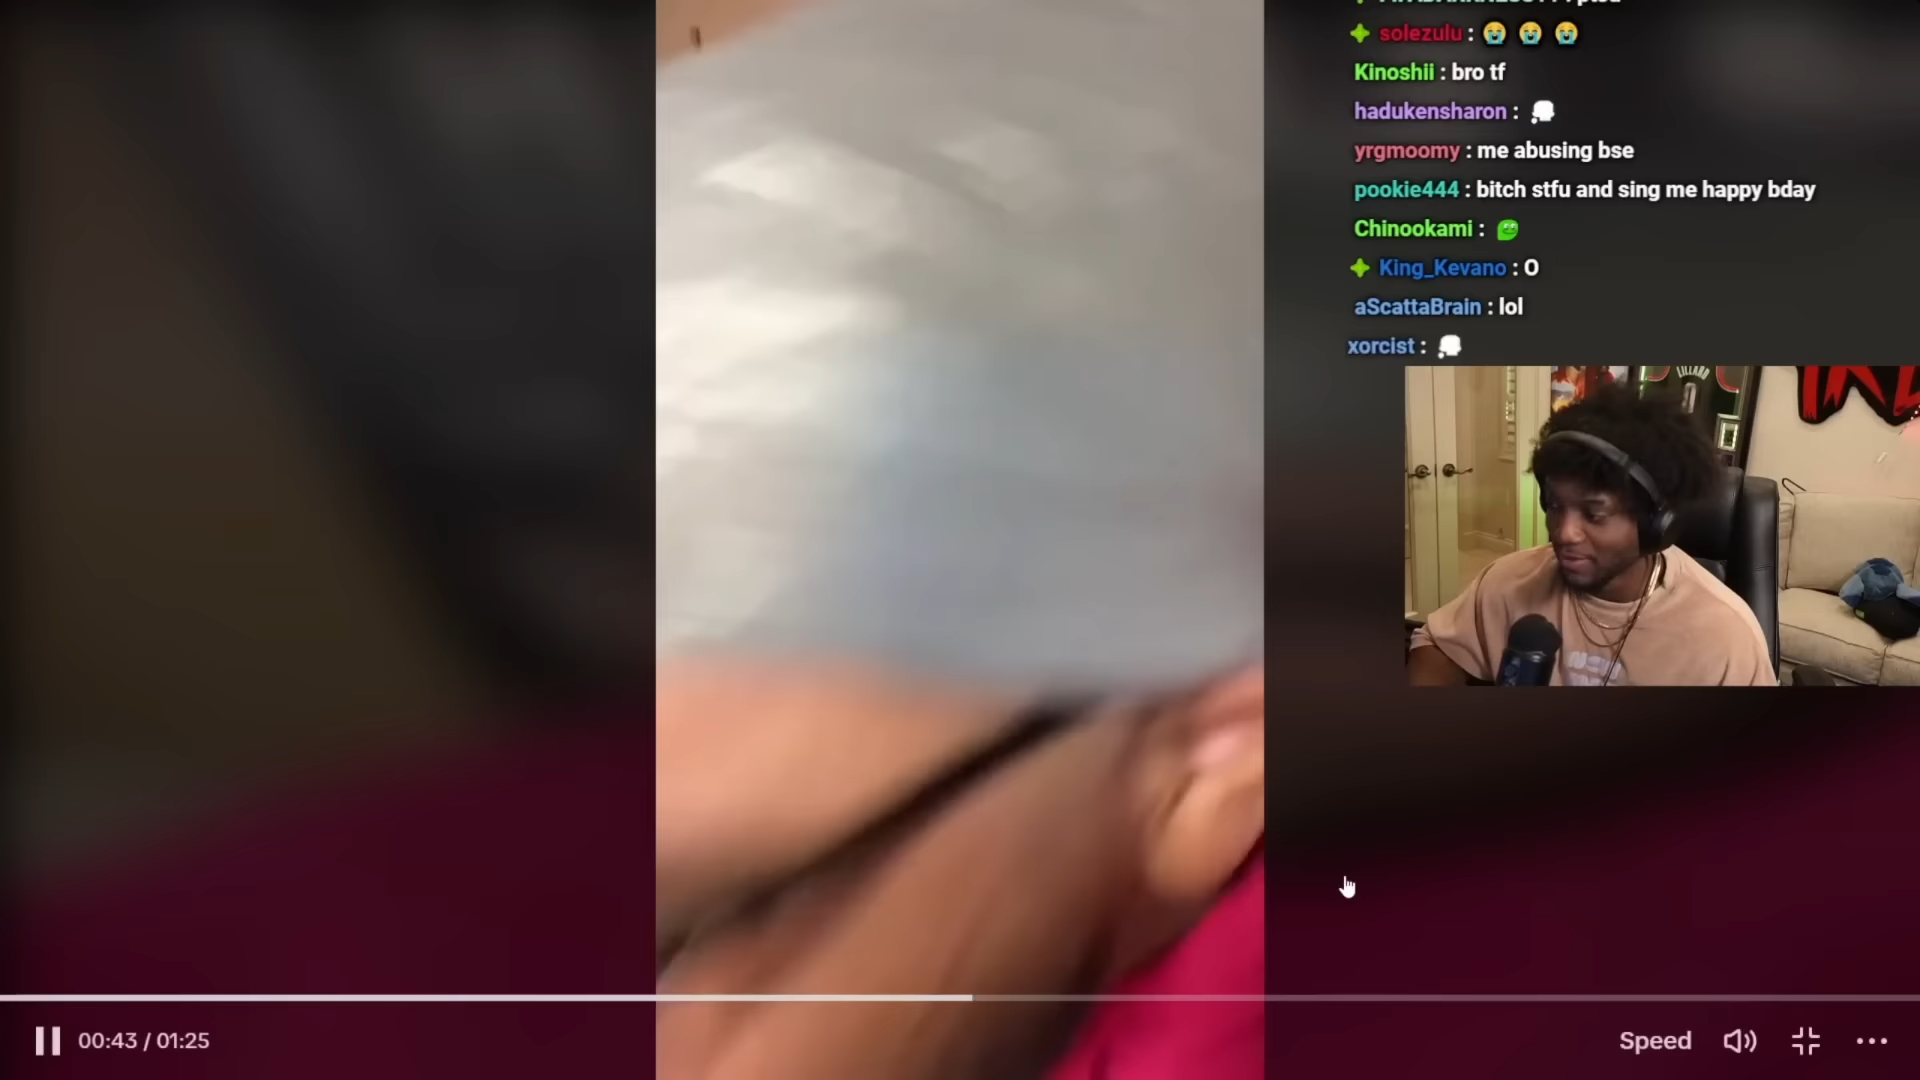 solezulu : 😭 😭 😭
Kinoshii : bro tf
hadukensharon :
yrgmoomy : me abusing bse
pookie444 : bitch stfu and sing me happy bday
Chinookami :
King_Kevano : O
aScattaBrain : lol
xorcist :
LILLARD
00:43 / 01:25
Speed